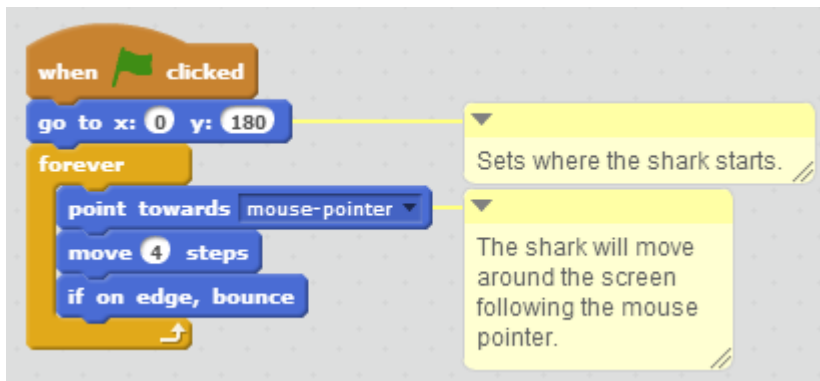 when clicked
go to x: 0 y: 180
Sets where the shark starts.
forever
point towards mouse-pointer
move 4 steps
if on edge, bounce
The shark will move
around the screen
following the mouse
pointer.